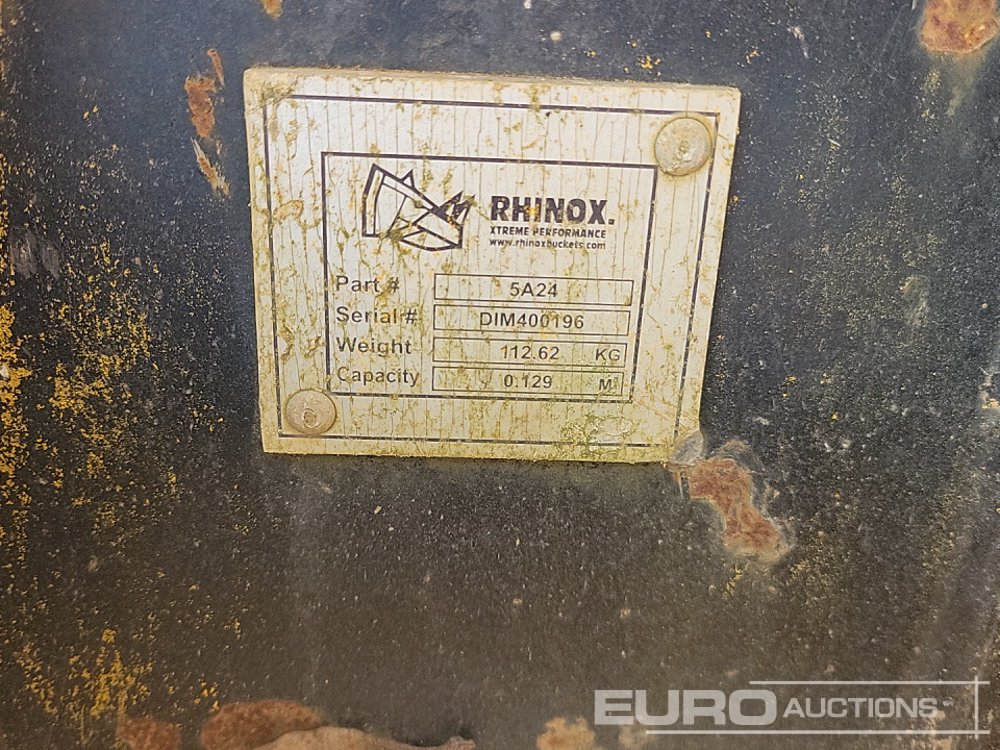 RHINOX.
XTREME PERFORMANCE
www.rhinoxbuckets.com
Part # 5A24
Serial # DIM400196
Weight 112.62 KG
Capacity 0.129 M³
EURO AUCTIONS